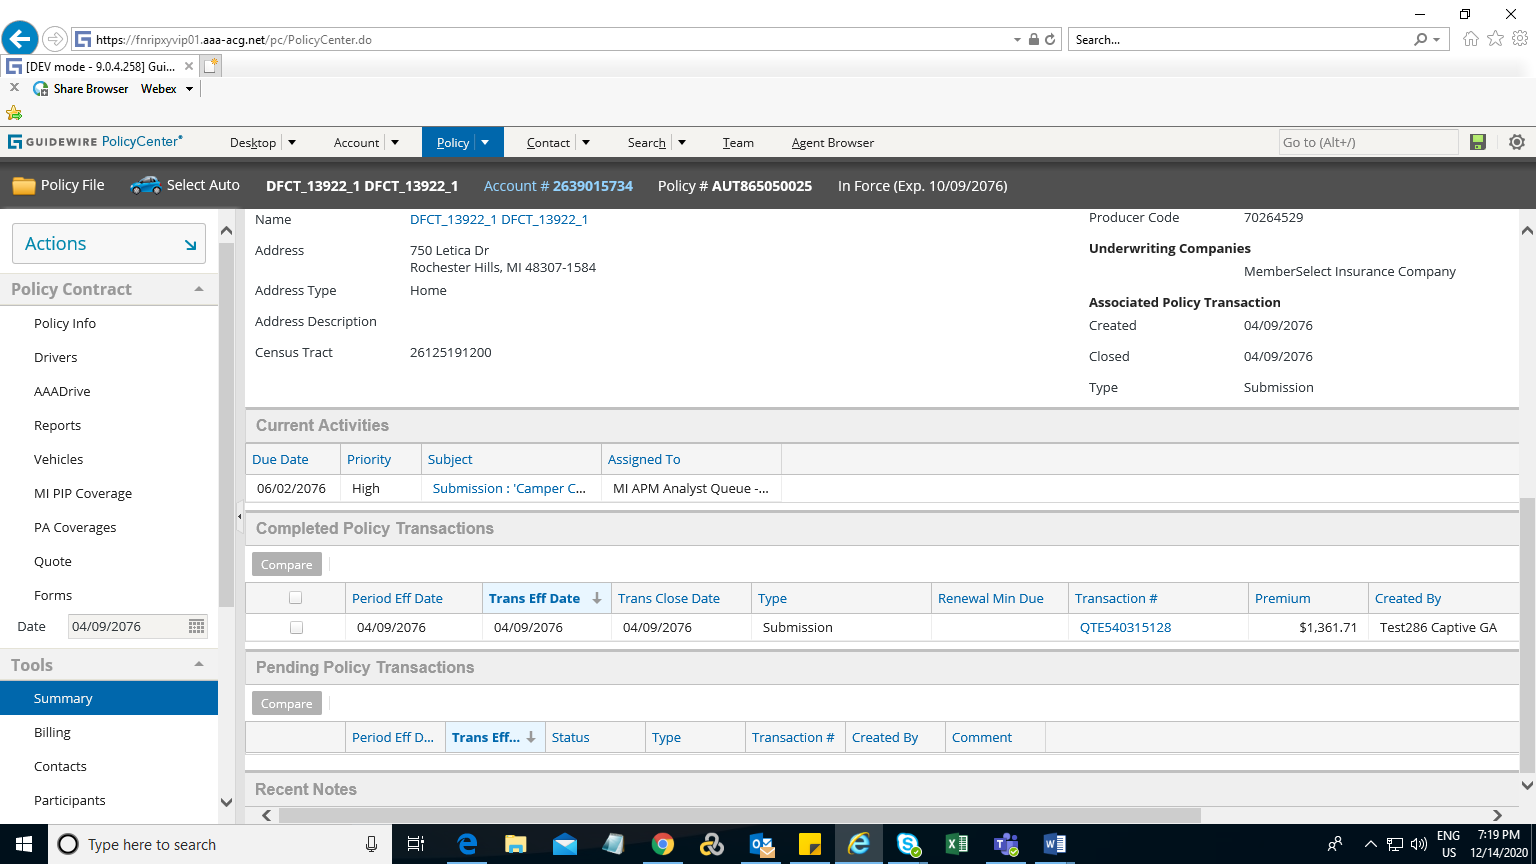 https://fnripxyvip01.aaa-acg.net/pc/PolicyCenter.do
Search...
[DEV mode - 9.0.4.258] Gui...
x Share Browser Webex
GUIDEWIRE PolicyCenter®
Desktop Account Policy Contact Search Team Agent Browser
Go to (Alt+/)
Policy File Select Auto DFCT_13922_1 DFCT_13922_1 Account # 2639015734 Policy # AUT865050025 In Force (Exp. 10/09/2076)
Actions
Policy Contract
Policy Info
Drivers
AAADrive
Reports
Vehicles
MI PIP Coverage
PA Coverages
Quote
Forms
Date 04/09/2076
Tools
Summary
Billing
Contacts
Participants
Name DFCT_13922_1 DFCT_13922_1
Address 750 Letica Dr
Rochester Hills, MI 48307-1584
Address Type Home
Address Description
Census Tract 26125191200
Producer Code 70264529
Underwriting Companies
MemberSelect Insurance Company
Associated Policy Transaction
Created 04/09/2076
Closed 04/09/2076
Type Submission
Current Activities
Due Date Priority Subject Assigned To
06/02/2076 High Submission : 'Camper C... MI APM Analyst Queue -...
Completed Policy Transactions
Compare
Period Eff Date Trans Eff Date Trans Close Date Type Renewal Min Due Transaction # Premium Created By
04/09/2076 04/09/2076 04/09/2076 Submission QTE540315128 $1,361.71 Test286 Captive GA
Pending Policy Transactions
Compare
Period Eff D... Trans Eff... Status Type Transaction # Created By Comment
Recent Notes
Type here to search
ENG
US
7:19 PM
12/14/2020